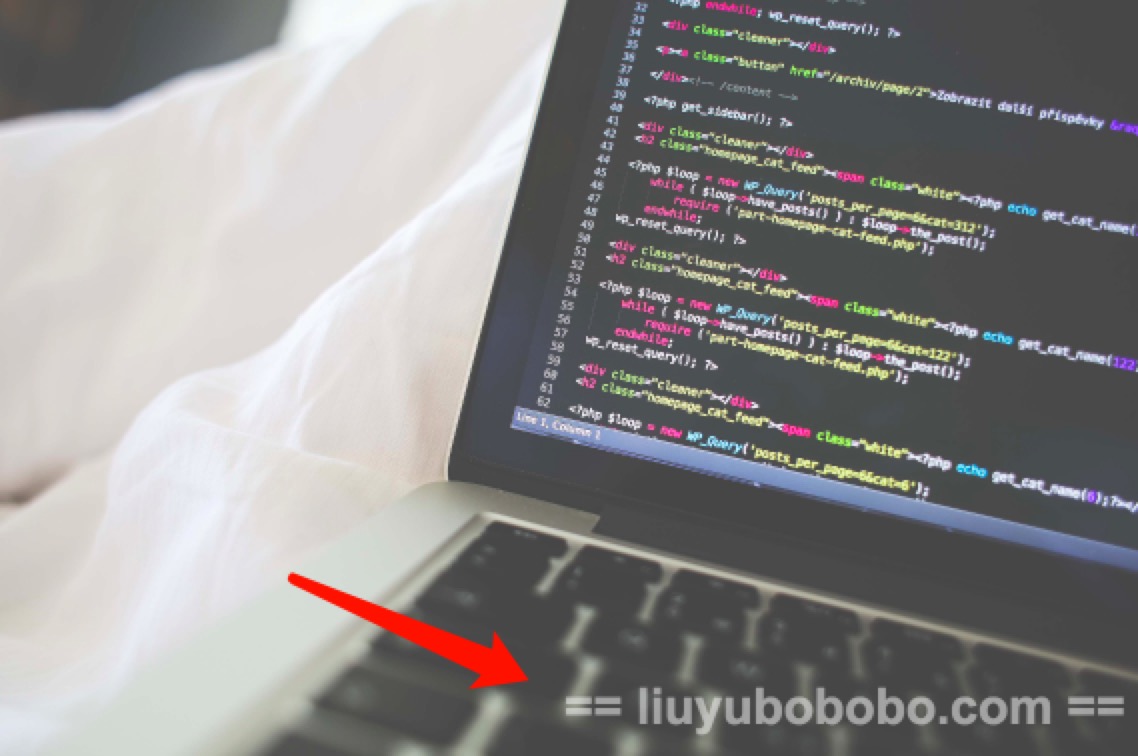 32 <?php endwhile; wp_reset_query(); ?>
33
34 <div class="cleaner"></div>
35
36 <p><a class="button" href="/archiv/page/2">Zobrazit další příspěvky
37
38 </div><!-- /content -->
39
40 <?php get_sidebar(); ?>
41
42 <div class="cleaner"></div>
43 <h2 class="homepage_cat_feed"><span class="white"><?php echo get_cat_name(
44
45 <?php $loop = new WP_Query('posts_per_page=6&cat=312');
46 while ( $loop->have_posts() ) : $loop->the_post();
47 require ('part-homepage-cat-feed.php');
48 endwhile;
49 wp_reset_query(); ?>
50
51 <div class="cleaner"></div>
52 <h2 class="homepage_cat_feed"><span class="white"><?php echo get_cat_name(122);
53
54 <?php $loop = new WP_Query('posts_per_page=6&cat=122');
55 while ( $loop->have_posts() ) : $loop->the_post();
56 require ('part-homepage-cat-feed.php');
57 endwhile;
58 wp_reset_query(); ?>
59
60 <div class="cleaner"></div>
61 <h2 class="homepage_cat_feed"><span class="white"><?php echo get_cat_name(6);?></
62
<?php $loop = new WP_Query('posts_per_page=6&cat=6');
Line 1, Column 1
== liuyubobobo.com ==